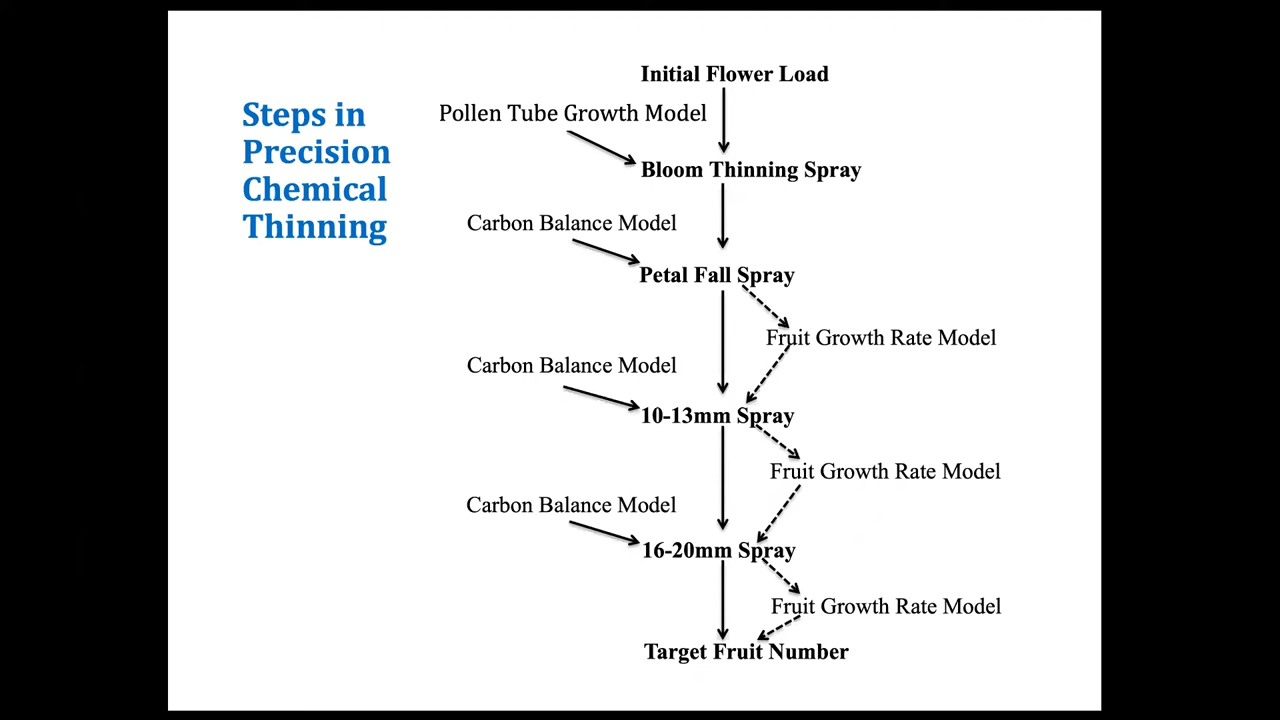 Steps in
Precision
Chemical
Thinning
Initial Flower Load
Pollen Tube Growth Model
Bloom Thinning Spray
Carbon Balance Model
Petal Fall Spray
Fruit Growth Rate Model
Carbon Balance Model
10-13mm Spray
Fruit Growth Rate Model
Carbon Balance Model
16-20mm Spray
Fruit Growth Rate Model
Target Fruit Number